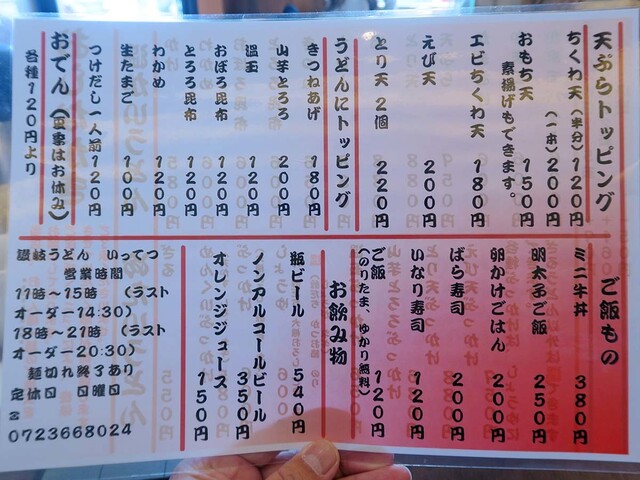 天ぷらトッピング
ちくわ天(半分)120円
(一本)200円
おもち天 150円
素揚げもできます。
エビちくわ天 180円
えび天 200円
とり天 2個 220円
うどんにトッピング
きつねあげ 180円
山芋とろろ 200円
温玉 120円
おぼろ昆布 120円
とろろ昆布 120円
わかめ 120円
生たまご 100円
つけだし一人前 120円
おでん(夏季はお休み)
各種120円より
ご飯もの
ミニ牛丼 380円
明太子ご飯 250円
卵かけごはん 200円
ばら寿司 200円
いなり寿司 120円
ご飯 120円
(のりたま、ゆかり無料)
お飲み物
瓶ビール 540円
ノンアルコールビール 350円
オレンジジュース 150円
讃岐うどん いってつ
営業時間
11時~15時 (ラスト
オーダー14:30)
18時~21時 (ラスト
オーダー20:30)
麺切れ終了あり
定休日 日曜日
☎
0723668024